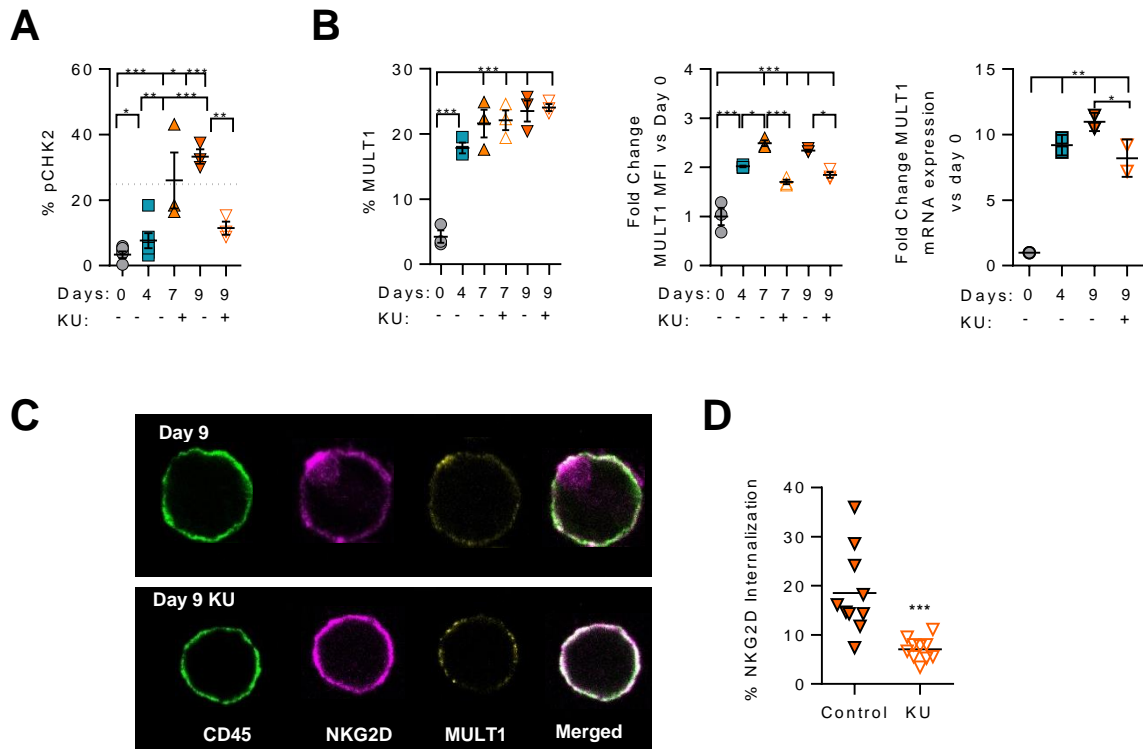 A
B
60
40
20
0
% pCHK2
*** * ***
** ***
* **
Days: 0 4 7 9 9
KU: - - - + - +
30
20
10
0
% MULT1
***
***
Days: 0 4 7 7 9 9
KU: - - - + - +
4
3
2
1
0
Fold Change
MULT1 MFI vs Day 0
***
*** * *** *
Days: 0 4 7 7 9 9
KU: - - - + - +
15
10
5
0
Fold Change MULT1
mRNA expression
vs day 0
**
*
Days: 0 4 9 9
KU: - - - +
C
Day 9
Day 9 KU
CD45 NKG2D MULT1 Merged
D
40
30
20
10
0
% NKG2D Internalization
***
Control KU